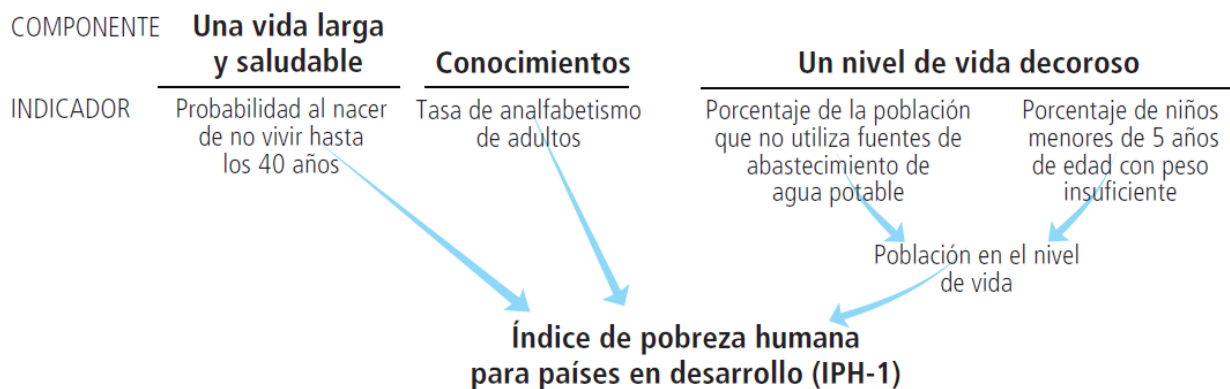 COMPONENTE
Una vida larga
y saludable
Conocimientos
Un nivel de vida decoroso
INDICADOR
Probabilidad al nacer
de no vivir hasta
los 40 años
Tasa de analfabetismo
de adultos
Porcentaje de la población
que no utiliza fuentes de
abastecimiento de
agua potable
Porcentaje de niños
menores de 5 años
de edad con peso
insuficiente
Población en el nivel
de vida
Índice de pobreza humana
para países en desarrollo (IPH-1)